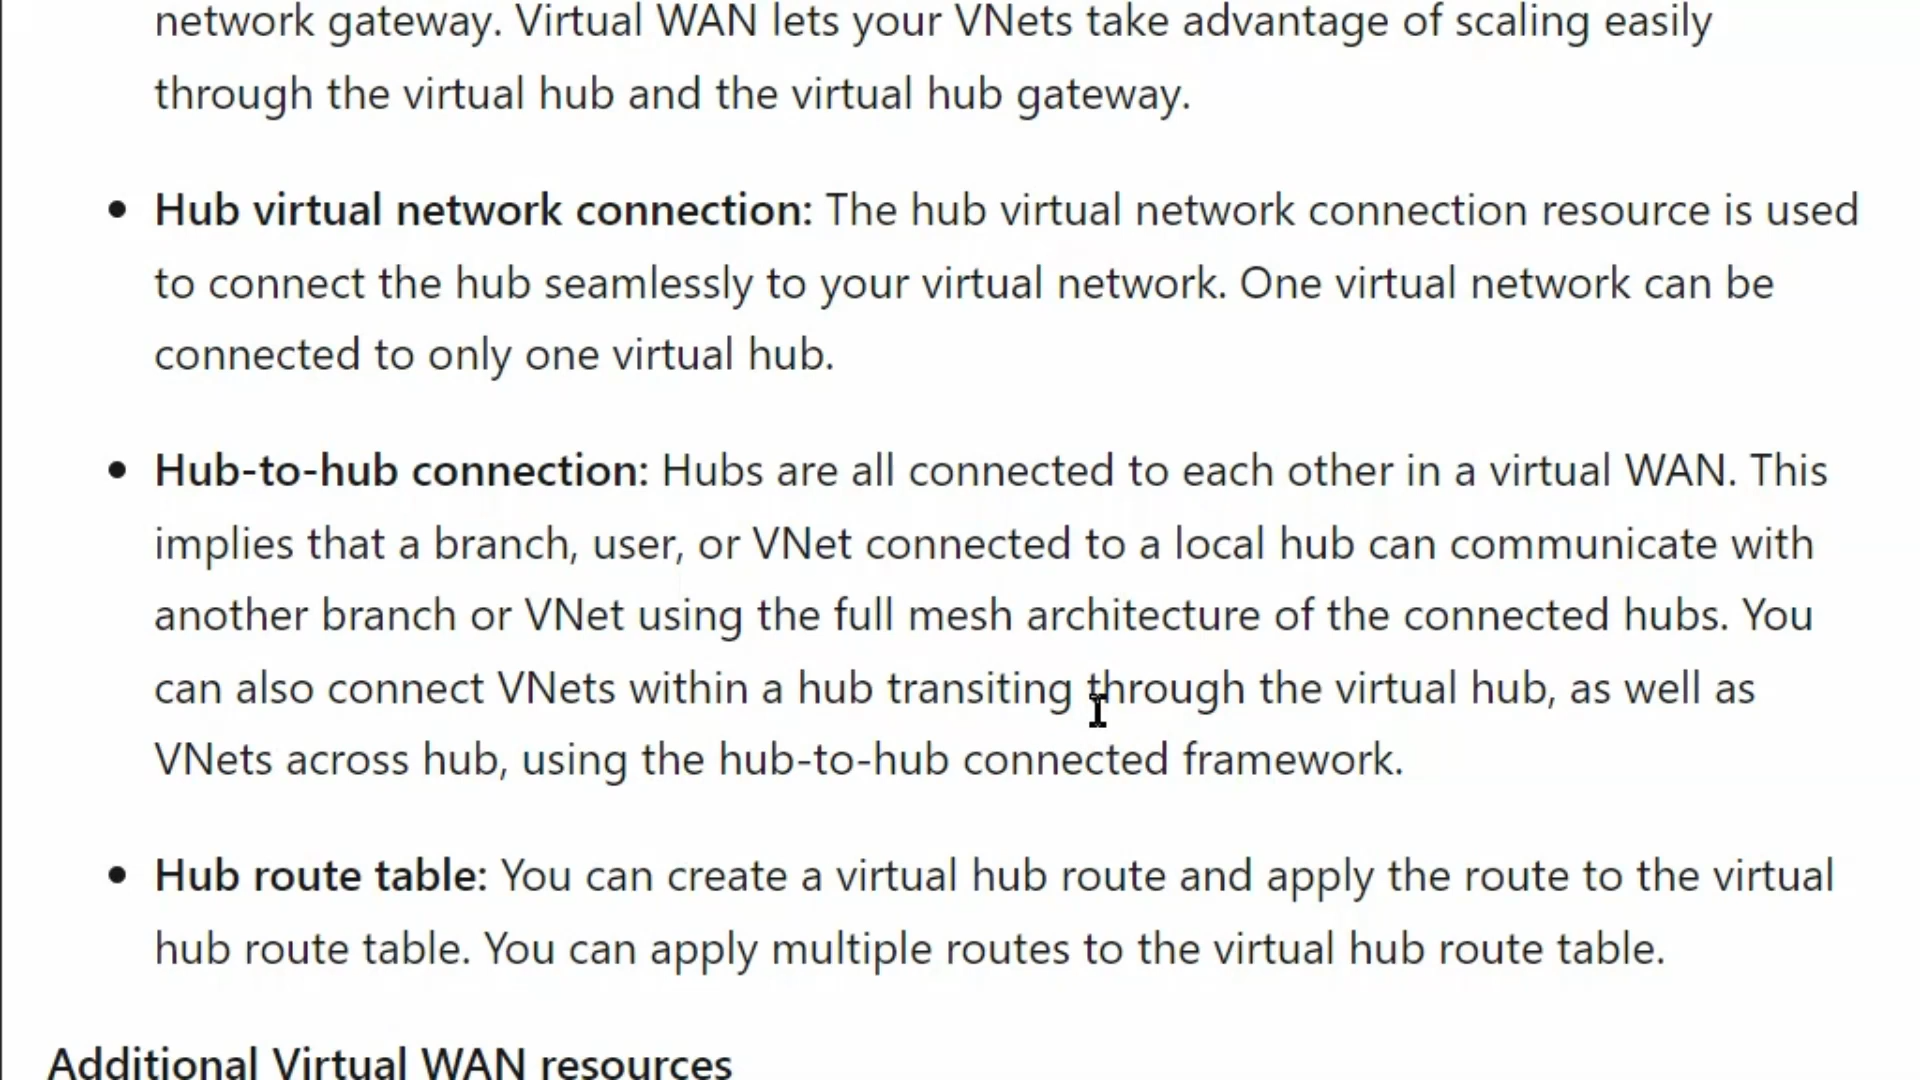 network gateway. Virtual WAN lets your VNets take advantage of scaling easily
through the virtual hub and the virtual hub gateway.
Hub virtual network connection: The hub virtual network connection resource is used
to connect the hub seamlessly to your virtual network. One virtual network can be
connected to only one virtual hub.
Hub-to-hub connection: Hubs are all connected to each other in a virtual WAN. This
implies that a branch, user, or VNet connected to a local hub can communicate with
another branch or VNet using the full mesh architecture of the connected hubs. You
can also connect VNets within a hub transiting through the virtual hub, as well as
VNets across hub, using the hub-to-hub connected framework.
Hub route table: You can create a virtual hub route and apply the route to the virtual
hub route table. You can apply multiple routes to the virtual hub route table.
Additional Virtual WAN resources